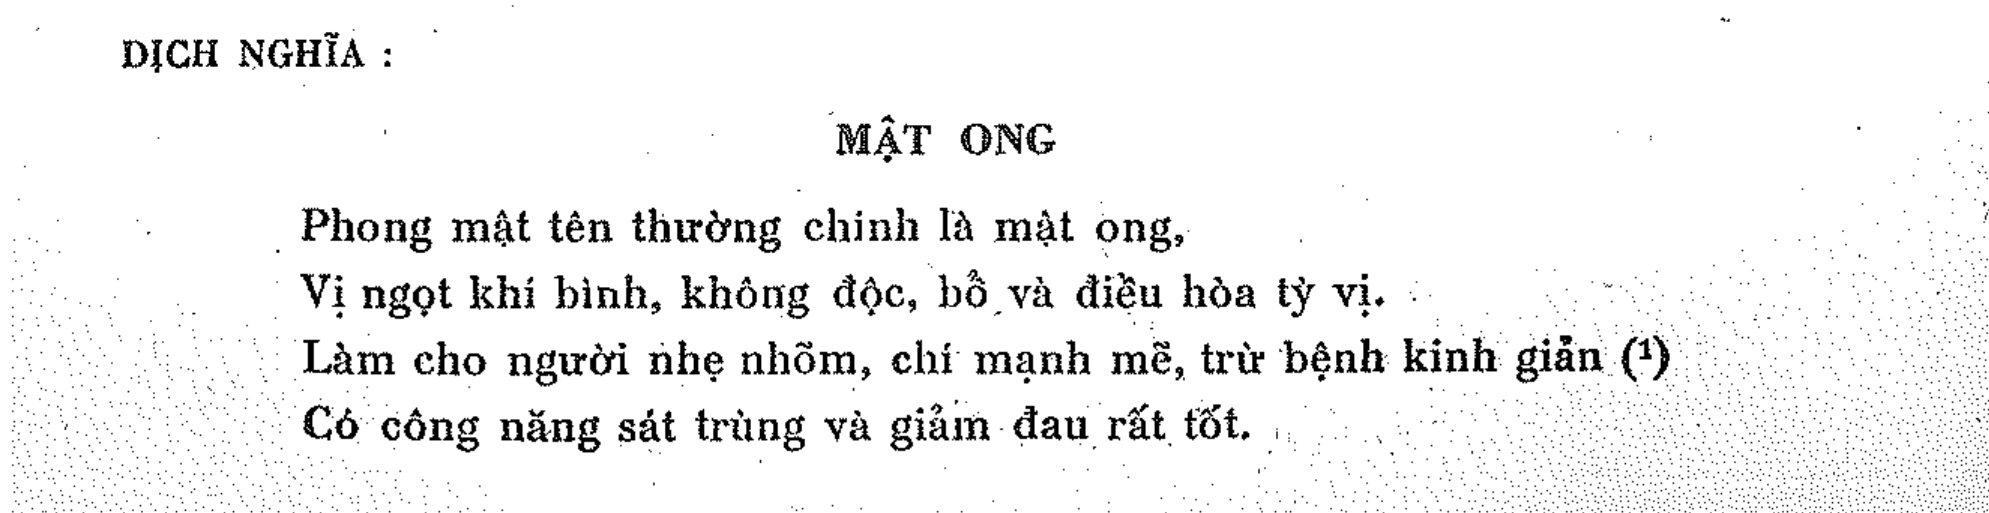 DỊCH NGHĨA :
MẬT ONG
Phong mật tên thường chính là mật ong,
Vị ngọt khí bình, không độc, bổ và điều hòa tỳ vị.
Làm cho người nhẹ nhõm, chí mạnh mẽ, trừ bệnh kinh giản (¹)
Có công năng sát trùng và giảm đau rất tốt.